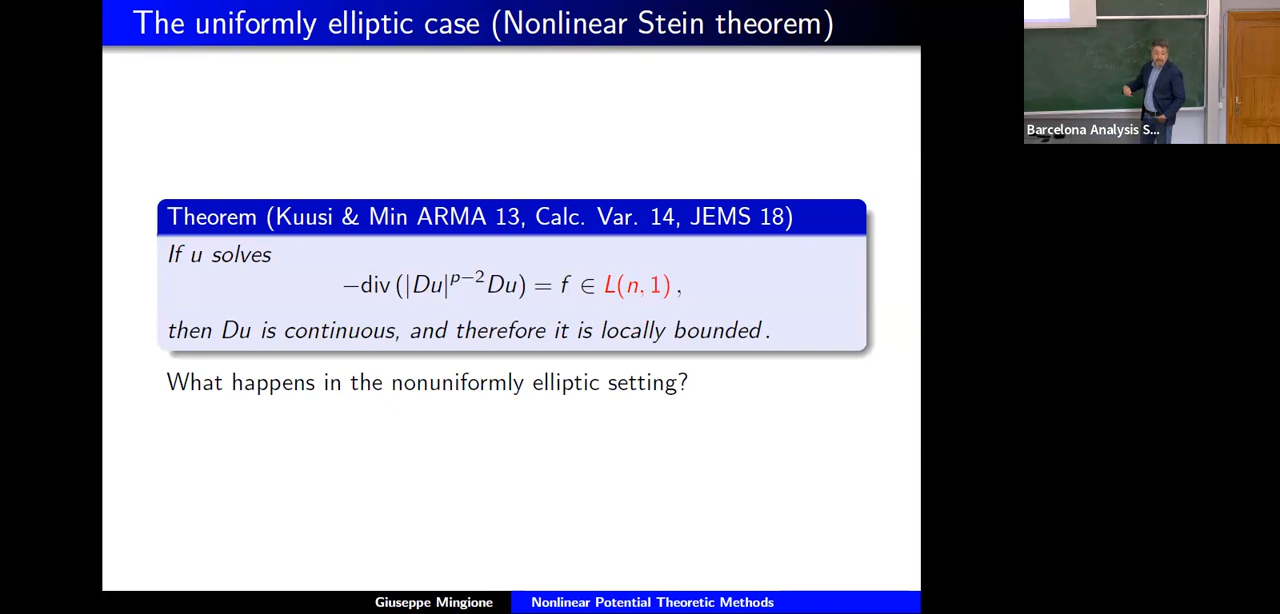 The uniformly elliptic case (Nonlinear Stein theorem)
Barcelona Analysis S...
Theorem (Kuusi & Min ARMA 13, Calc. Var. 14, JEMS 18)
If u solves
−div (|Du|^{p−2}Du) = f ∈ L(n, 1) ,
then Du is continuous, and therefore it is locally bounded .
What happens in the nonuniformly elliptic setting?
Giuseppe Mingione
Nonlinear Potential Theoretic Methods